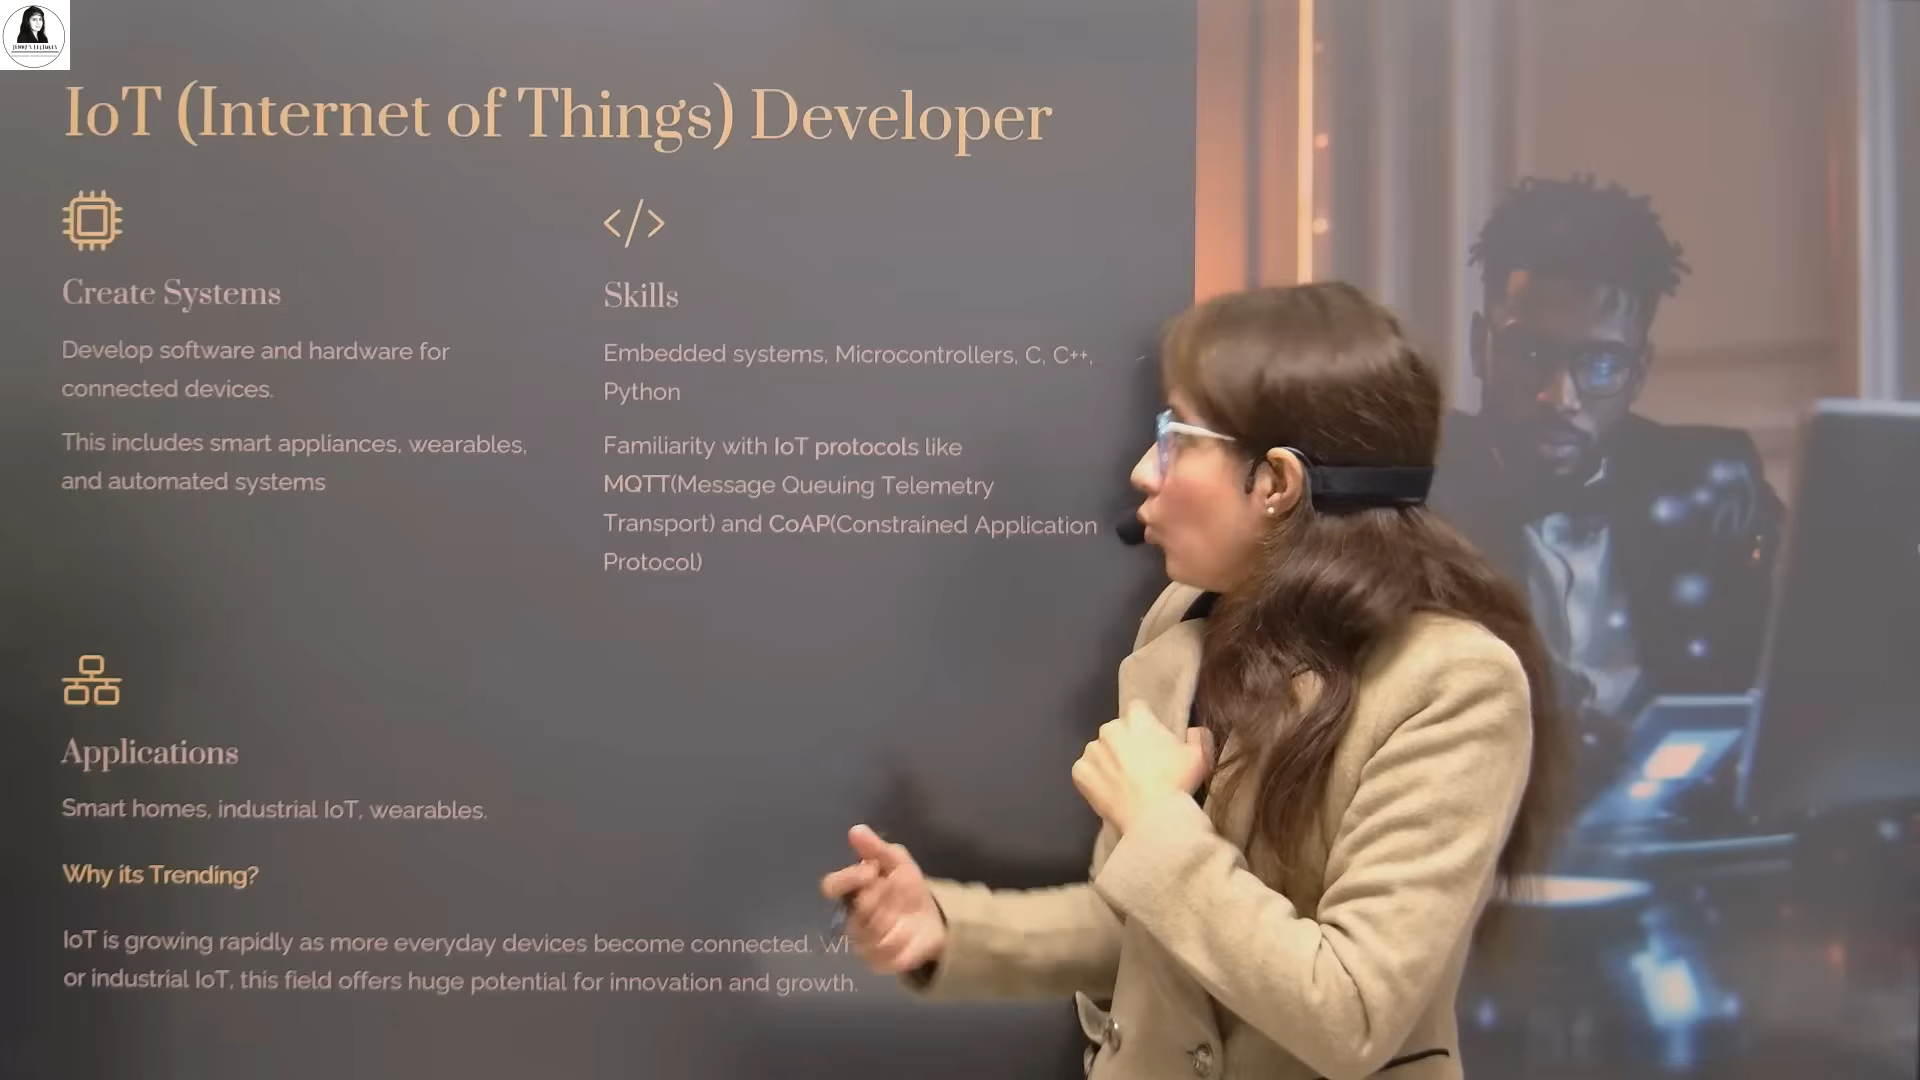 JENNY'S LECTURES
IoT (Internet of Things) Developer
Create Systems
Develop software and hardware for
connected devices.
This includes smart appliances, wearables,
and automated systems
Skills
Embedded systems, Microcontrollers, C, C++,
Python
Familiarity with IoT protocols like
MQTT(Message Queuing Telemetry
Transport) and CoAP(Constrained Application
Protocol)
Applications
Smart homes, industrial IoT, wearables.
Why its Trending?
IoT is growing rapidly as more everyday devices become connected.
or industrial IoT, this field offers huge potential for innovation and growth.